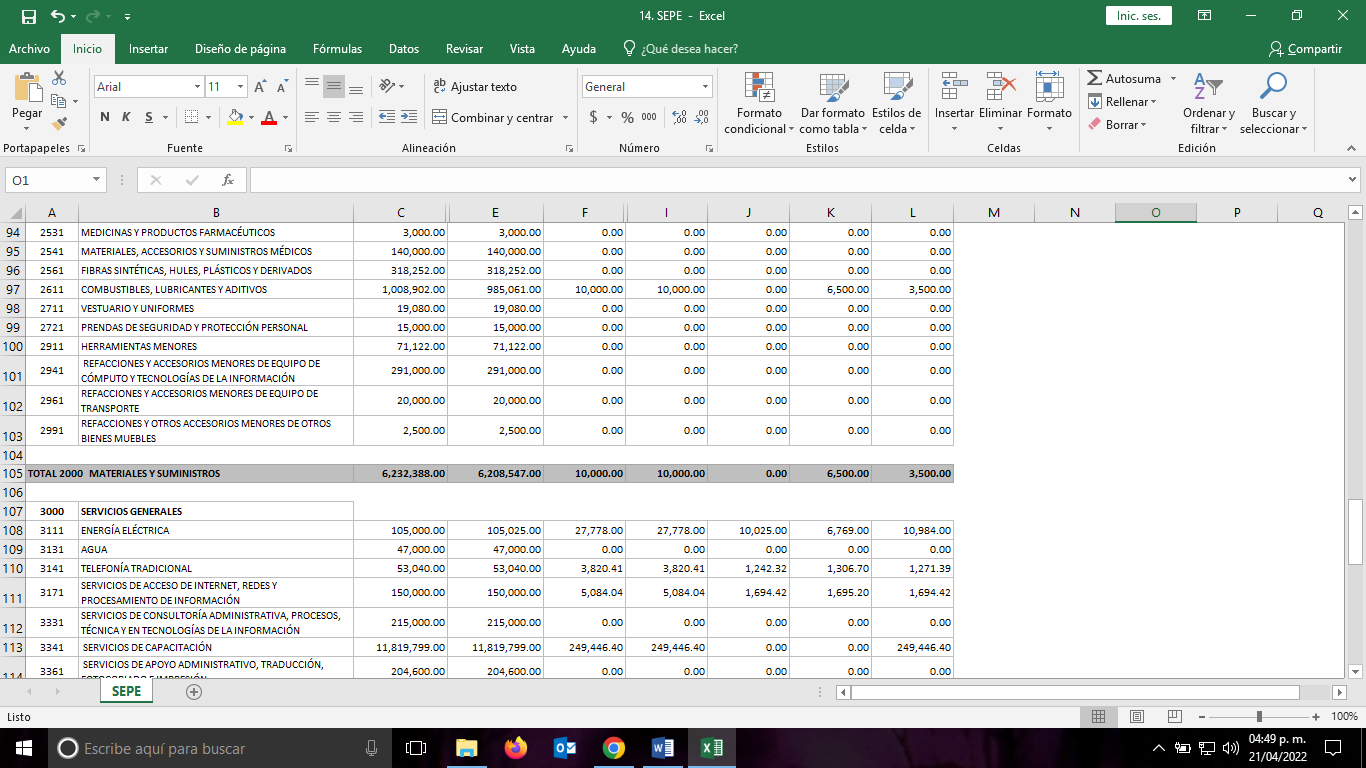 14. SEPE - Excel
Inic. ses.
Archivo Inicio Insertar Diseño de página Fórmulas Datos Revisar Vista Ayuda ¿Qué desea hacer? Compartir
Pegar
Arial 11
N K S
Ajustar texto
Combinar y centrar
General
$ % 000
Formato condicional
Dar formato como tabla
Estilos de celda
Insertar Eliminar Formato
Autosuma
Rellenar
Borrar
Ordenar y filtrar
Buscar y seleccionar
Portapapeles Fuente Alineación Número Estilos Celdas Edición
O1 fx
A B C E F I J K L M N O P Q
94 2531 MEDICINAS Y PRODUCTOS FARMACÉUTICOS 3,000.00 3,000.00 0.00 0.00 0.00 0.00 0.00
95 2541 MATERIALES, ACCESORIOS Y SUMINISTROS MÉDICOS 140,000.00 140,000.00 0.00 0.00 0.00 0.00 0.00
96 2561 FIBRAS SINTÉTICAS, HULES, PLÁSTICOS Y DERIVADOS 318,252.00 318,252.00 0.00 0.00 0.00 0.00 0.00
97 2611 COMBUSTIBLES, LUBRICANTES Y ADITIVOS 1,008,902.00 985,061.00 10,000.00 10,000.00 0.00 6,500.00 3,500.00
98 2711 VESTUARIO Y UNIFORMES 19,080.00 19,080.00 0.00 0.00 0.00 0.00 0.00
99 2721 PRENDAS DE SEGURIDAD Y PROTECCIÓN PERSONAL 15,000.00 15,000.00 0.00 0.00 0.00 0.00 0.00
100 2911 HERRAMIENTAS MENORES 71,122.00 71,122.00 0.00 0.00 0.00 0.00 0.00
101 2941 REFACCIONES Y ACCESORIOS MENORES DE EQUIPO DE
CÓMPUTO Y TECNOLOGÍAS DE LA INFORMACIÓN 291,000.00 291,000.00 0.00 0.00 0.00 0.00 0.00
102 2961 REFACCIONES Y ACCESORIOS MENORES DE EQUIPO DE
TRANSPORTE 20,000.00 20,000.00 0.00 0.00 0.00 0.00 0.00
103 2991 REFACCIONES Y OTROS ACCESORIOS MENORES DE OTROS
BIENES MUEBLES 2,500.00 2,500.00 0.00 0.00 0.00 0.00 0.00
104
105 TOTAL 2000 MATERIALES Y SUMINISTROS 6,232,388.00 6,208,547.00 10,000.00 10,000.00 0.00 6,500.00 3,500.00
106
107 3000 SERVICIOS GENERALES
108 3111 ENERGÍA ELÉCTRICA 105,000.00 105,025.00 27,778.00 27,778.00 10,025.00 6,769.00 10,984.00
109 3131 AGUA 47,000.00 47,000.00 0.00 0.00 0.00 0.00 0.00
110 3141 TELEFONÍA TRADICIONAL 53,040.00 53,040.00 3,820.41 3,820.41 1,242.32 1,306.70 1,271.39
111 3171 SERVICIOS DE ACCESO DE INTERNET, REDES Y
PROCESAMIENTO DE INFORMACIÓN 150,000.00 150,000.00 5,084.04 5,084.04 1,694.42 1,695.20 1,694.42
112 3331 SERVICIOS DE CONSULTORÍA ADMINISTRATIVA, PROCESOS,
TÉCNICA Y EN TECNOLOGÍAS DE LA INFORMACIÓN 215,000.00 215,000.00 0.00 0.00 0.00 0.00 0.00
113 3341 SERVICIOS DE CAPACITACIÓN 11,819,799.00 11,819,799.00 249,446.40 249,446.40 0.00 0.00 249,446.40
114 3361 SERVICIOS DE APOYO ADMINISTRATIVO, TRADUCCIÓN,
204,600.00 204,600.00 0.00 0.00 0.00 0.00 0.00
SEPE
Listo 100%
Escribe aquí para buscar
04:49 p. m.
21/04/2022